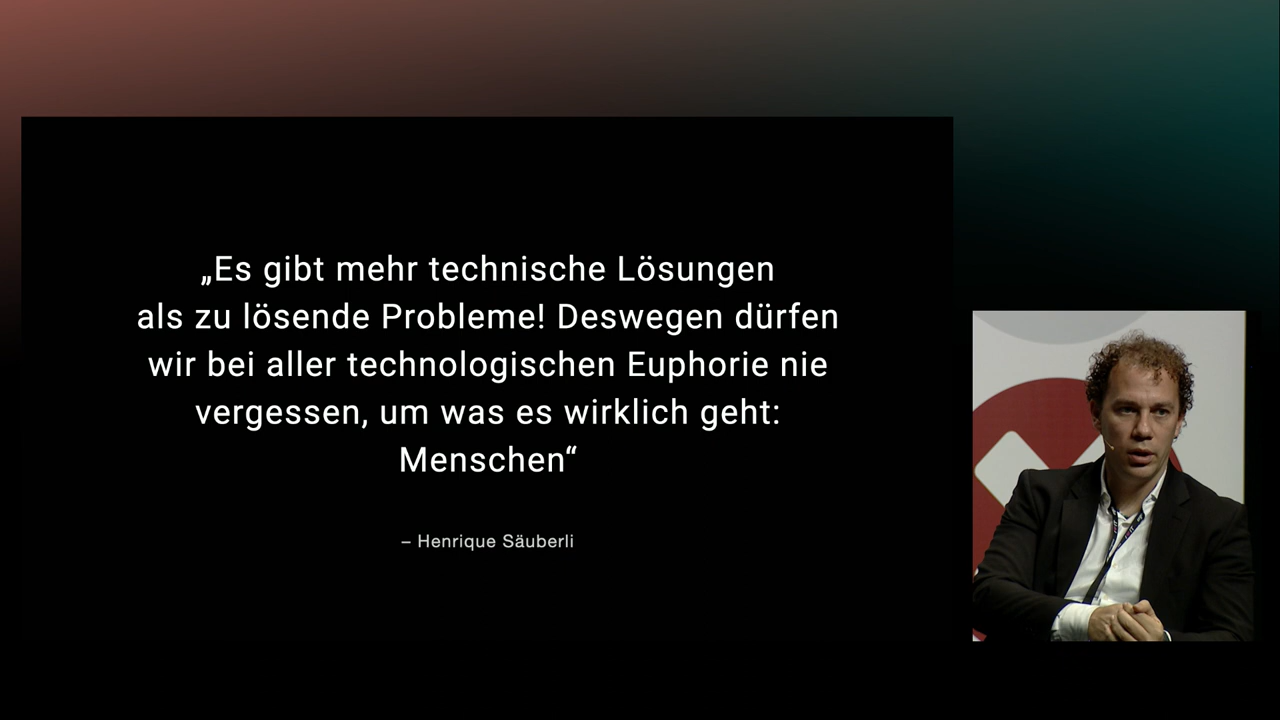 „Es gibt mehr technische Lösungen
als zu lösende Probleme! Deswegen dürfen
wir bei aller technologischen Euphorie nie
vergessen, um was es wirklich geht:
Menschen“
– Henrique Säuberli